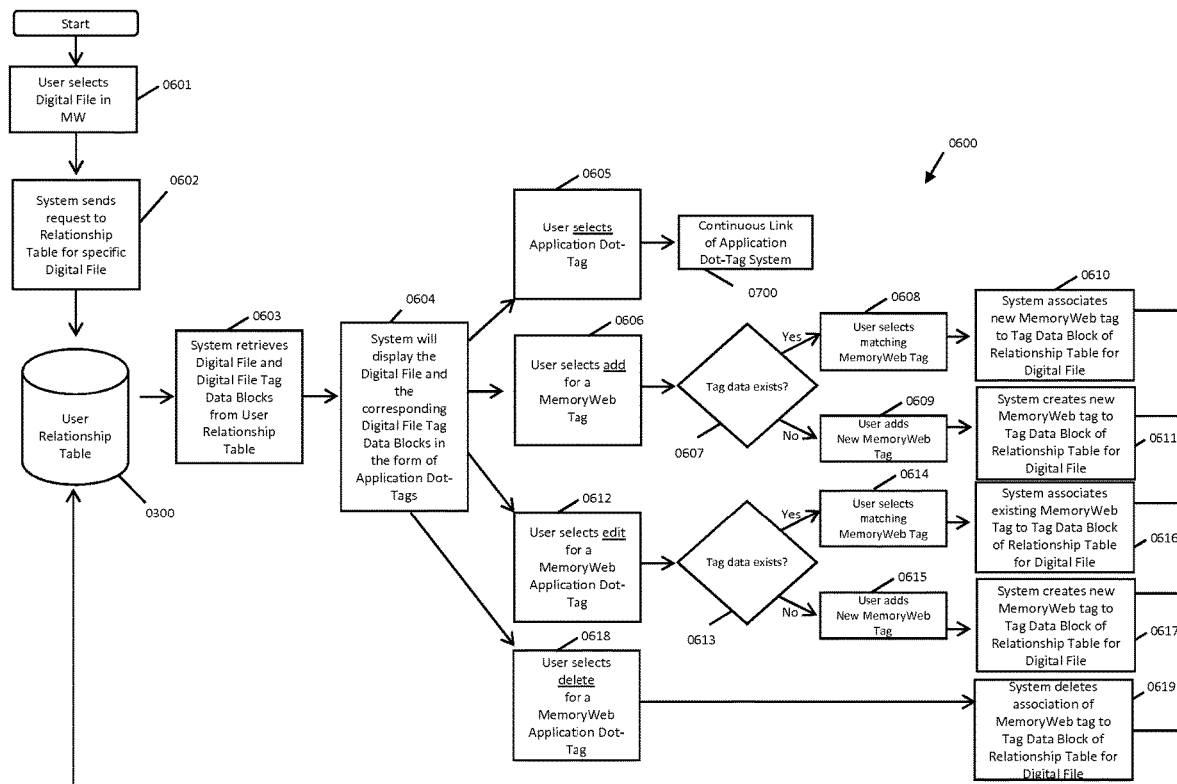 Start
User selects
Digital File in
MW
0601
System sends
request to
Relationship
Table for specific
Digital File
0602
User
Relationship
Table
0300
0603
System retrieves
Digital File and
Digital File Tag
Data Blocks
from User
Relationship
Table
0604
System will
display the
Digital File and
the
corresponding
Digital File Tag
Data Blocks in
the form of
Application Dot-
Tags
0600
0605
User selects
Application Dot-
Tag
Continuous Link
of Application
Dot-Tag System
0700
0606
User selects add
for a
MemoryWeb
Tag
Tag data exists?
0607
Yes
0608
User selects
matching
MemoryWeb Tag
0610
System associates
new MemoryWeb tag
to Tag Data Block of
Relationship Table for
Digital File
No
0609
User adds
New MemoryWeb
Tag
System creates new
MemoryWeb tag to
Tag Data Block of
Relationship Table for
Digital File
0611
0612
User selects edit
for a
MemoryWeb
Application Dot-
Tag
Tag data exists?
0613
Yes
0614
User selects
matching
MemoryWeb Tag
System associates
existing MemoryWeb
Tag to Tag Data Block
of Relationship Table
for Digital File
0616
No
0615
User adds
New MemoryWeb
Tag
System creates new
MemoryWeb tag to
Tag Data Block of
Relationship Table for
Digital File
0617
0618
User selects
delete
for a
MemoryWeb
Application Dot-
Tag
System deletes
association of
MemoryWeb tag to
Tag Data Block of
Relationship Table for
Digital File
0619